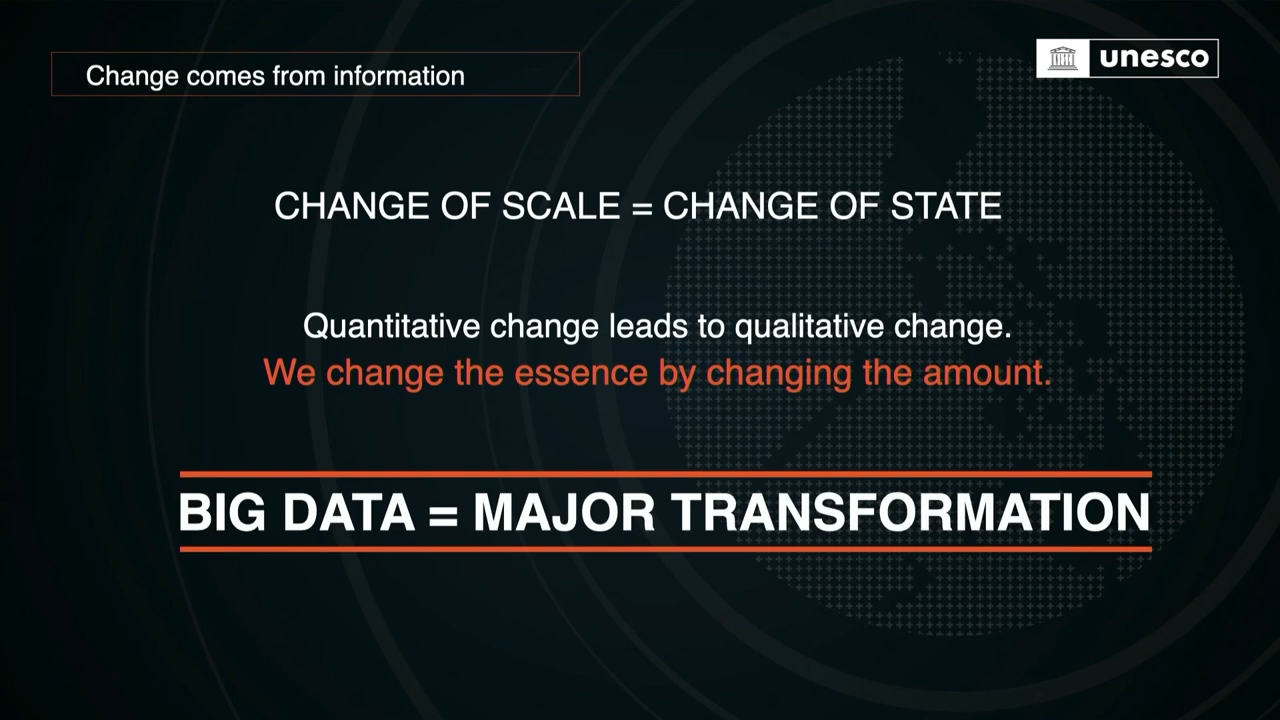 Change comes from information
unesco
CHANGE OF SCALE = CHANGE OF STATE
Quantitative change leads to qualitative change.
We change the essence by changing the amount.
BIG DATA = MAJOR TRANSFORMATION